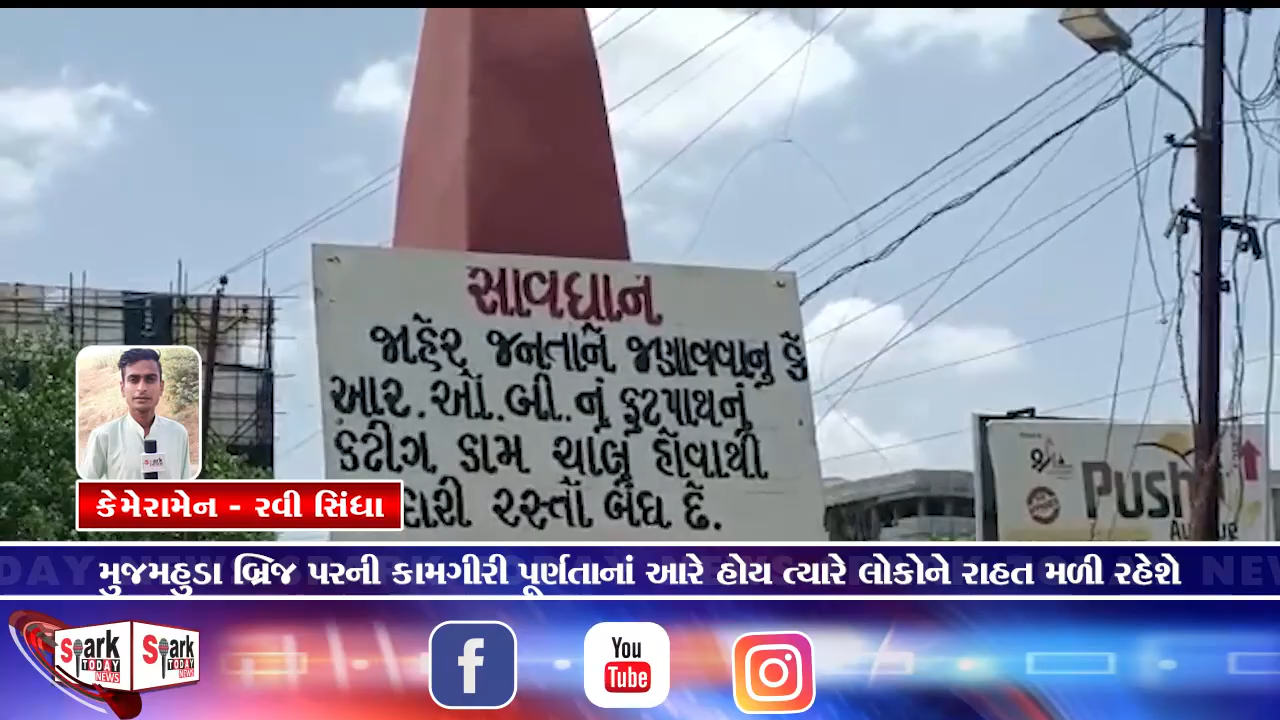 સાવધાન
જાહેર જનતાને જણાવવાનુ કે
આર.ઓ.બી..નું ફુટપાથનું
કટીંગ કામ ચાલુ હોવાથી
રસ્તો બંધ છે.
Push
કેમેરામેન - રવી સિંધા
મુજમહુડા બ્રિજ પરની કામગીરી પૂર્ણતાનાં આરે હોય ત્યારે લોકોને રાહત મળી રહેશે
Spark
TODAY
NEWS
Spark
TODAY
NEWS
f
You
Tube